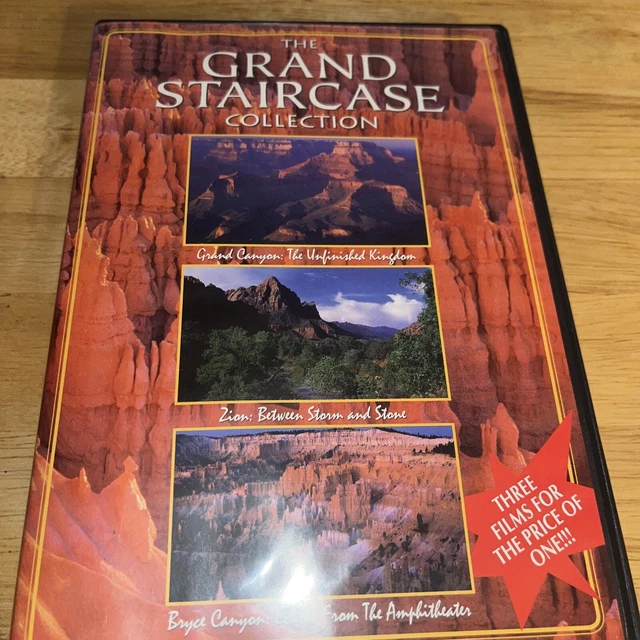 THE
GRAND
STAIRCASE
COLLECTION
Grand Canyon: The Unfinished Kingdom
Zion: Between Storm and Stone
Bryce Canyon: From The Amphitheater
THREE
FILMS FOR
THE PRICE OF
ONE!!!